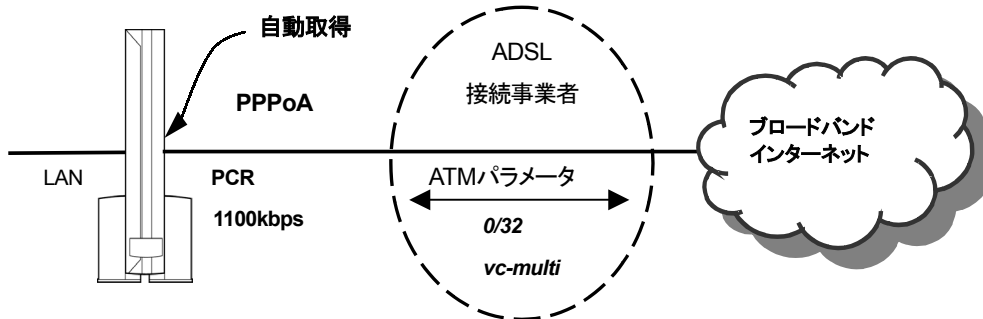 自動取得
ADSL
接続事業者
PPPoA
ブロードバンド
インターネット
LAN
PCR
ATMパラメータ
1100kbps
0/32
vc-multi